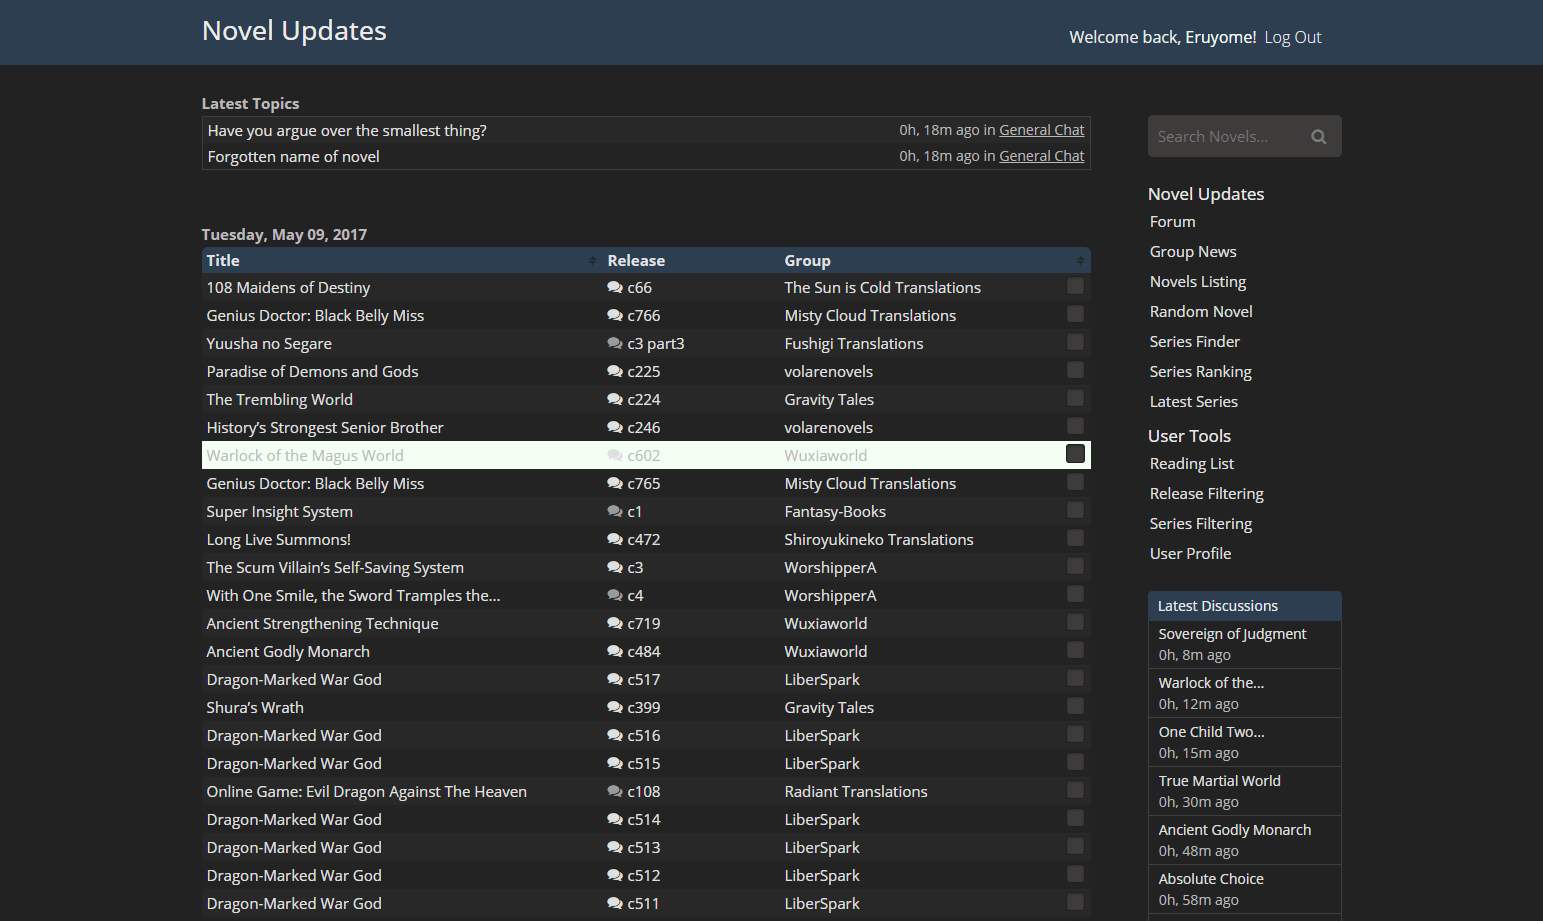 Novel Updates
Welcome back, Eruyome! Log Out
Latest Topics
Have you argue over the smallest thing? 0h, 18m ago in General Chat
Forgotten name of novel 0h, 18m ago in General Chat
Tuesday, May 09, 2017
Title Release Group
108 Maidens of Destiny c66 The Sun is Cold Translations
Genius Doctor: Black Belly Miss c766 Misty Cloud Translations
Yuusha no Segare c3 part3 Fushigi Translations
Paradise of Demons and Gods c225 volarenovels
The Trembling World c224 Gravity Tales
History’s Strongest Senior Brother c246 volarenovels
Warlock of the Magus World c602 Wuxiaworld
Genius Doctor: Black Belly Miss c765 Misty Cloud Translations
Super Insight System c1 Fantasy-Books
Long Live Summons! c472 Shiroyukineko Translations
The Scum Villain’s Self-Saving System c3 WorshipperA
With One Smile, the Sword Tramples the... c4 WorshipperA
Ancient Strengthening Technique c719 Wuxiaworld
Ancient Godly Monarch c484 Wuxiaworld
Dragon-Marked War God c517 LiberSpark
Shura’s Wrath c399 Gravity Tales
Dragon-Marked War God c516 LiberSpark
Dragon-Marked War God c515 LiberSpark
Online Game: Evil Dragon Against The Heaven c108 Radiant Translations
Dragon-Marked War God c514 LiberSpark
Dragon-Marked War God c513 LiberSpark
Dragon-Marked War God c512 LiberSpark
Dragon-Marked War God c511 LiberSpark
Search Novels...
Novel Updates
Forum
Group News
Novels Listing
Random Novel
Series Finder
Series Ranking
Latest Series
User Tools
Reading List
Release Filtering
Series Filtering
User Profile
Latest Discussions
Sovereign of Judgment
0h, 8m ago
Warlock of the...
0h, 12m ago
One Child Two...
0h, 15m ago
True Martial World
0h, 30m ago
Ancient Godly Monarch
0h, 48m ago
Absolute Choice
0h, 58m ago